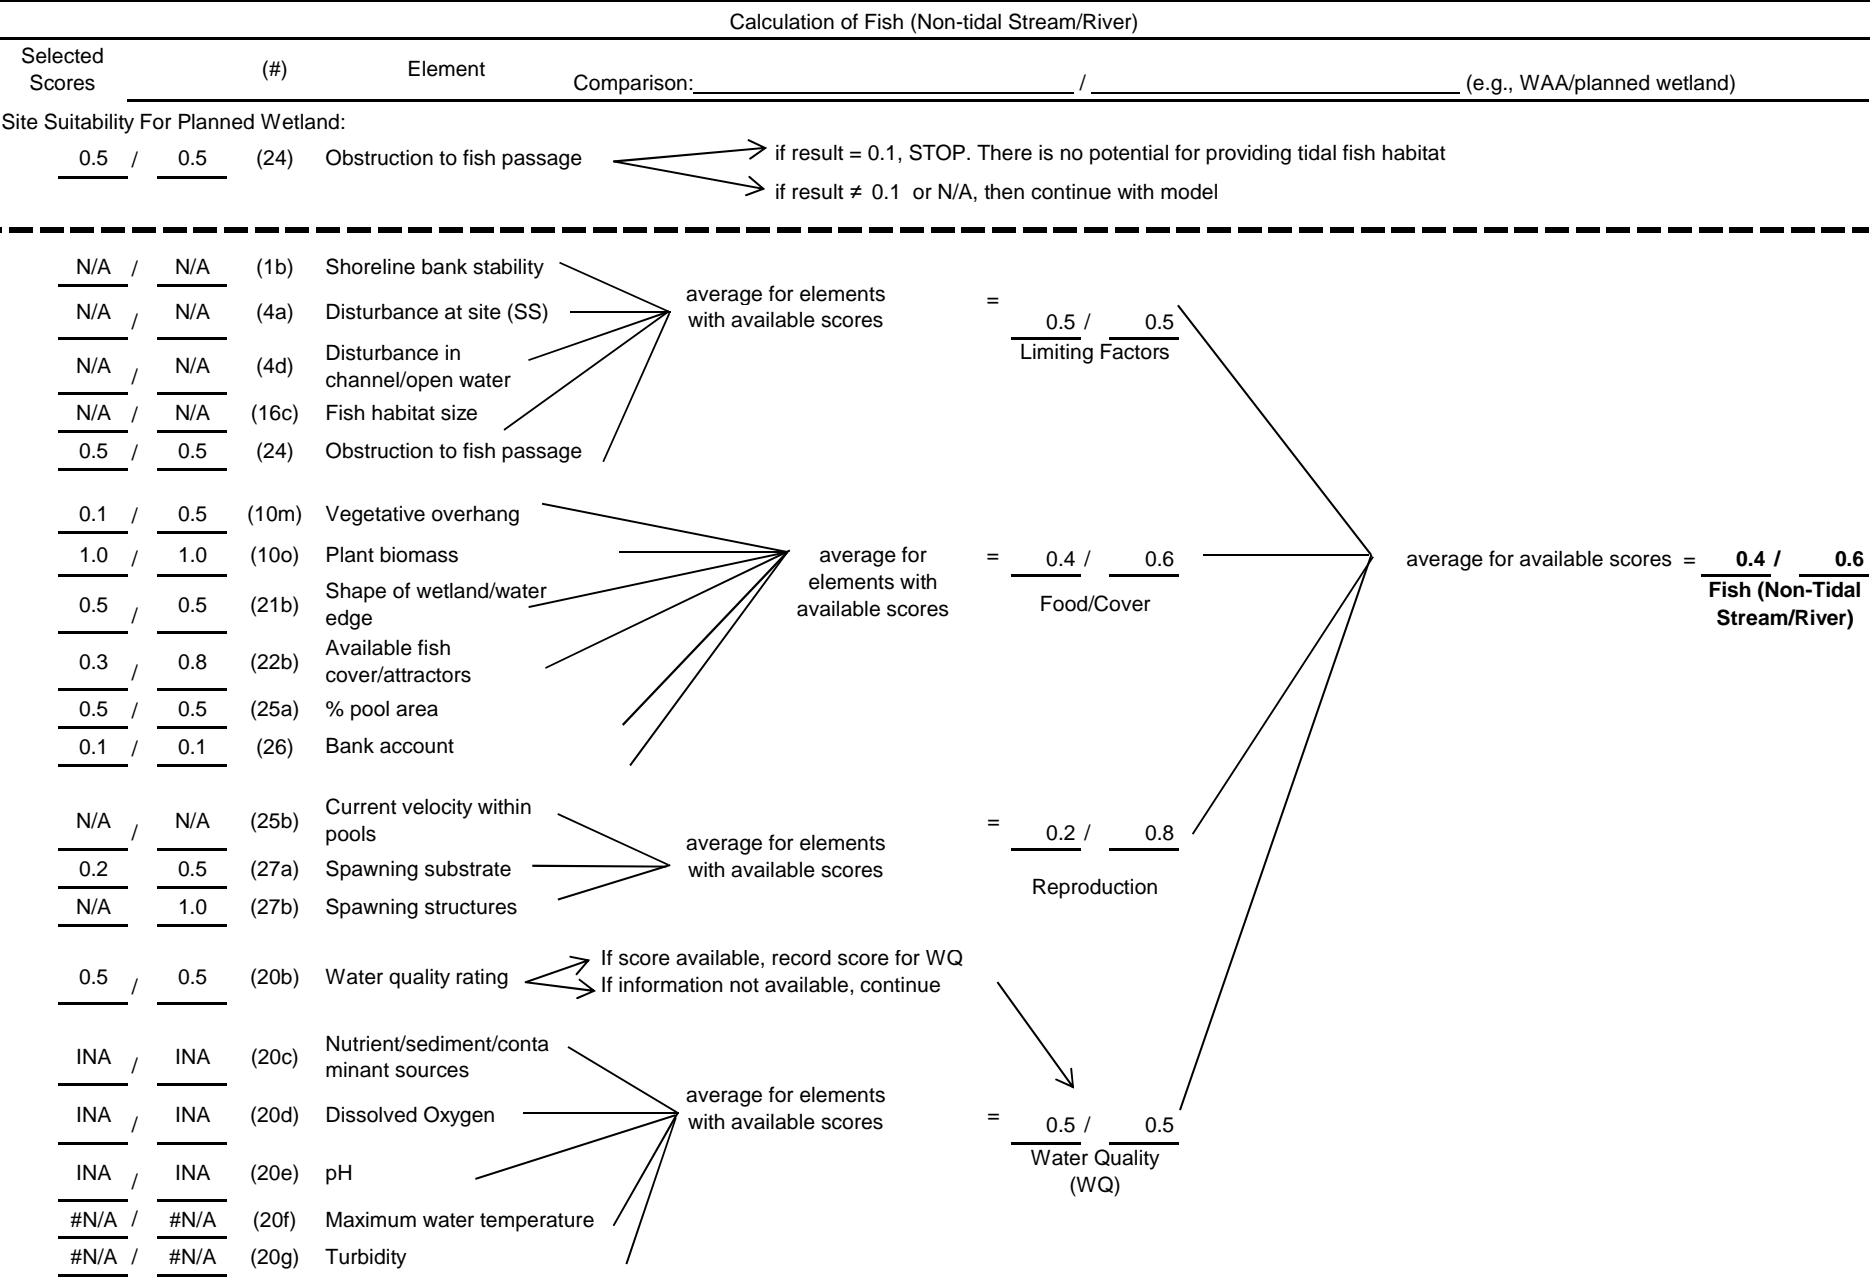 Calculation of Fish (Non-tidal Stream/River)
Selected Scores (#) Element Comparison: / (e.g., WAA/planned wetland)
Site Suitability For Planned Wetland:
0.5 / 0.5 (24) Obstruction to fish passage
if result = 0.1, STOP. There is no potential for providing tidal fish habitat
if result ≠ 0.1 or N/A, then continue with model
N/A / N/A (1b) Shoreline bank stability
N/A / N/A (4a) Disturbance at site (SS)
N/A / N/A (4d) Disturbance in
channel/open water
N/A / N/A (16c) Fish habitat size
0.5 / 0.5 (24) Obstruction to fish passage
average for elements
with available scores
= 0.5 / 0.5
Limiting Factors
0.1 / 0.5 (10m) Vegetative overhang
1.0 / 1.0 (10o) Plant biomass
0.5 / 0.5 (21b) Shape of wetland/water
edge
0.3 / 0.8 (22b) Available fish
cover/attractors
0.5 / 0.5 (25a) % pool area
0.1 / 0.1 (26) Bank account
average for
elements with
available scores
= 0.4 / 0.6
Food/Cover
average for available scores = 0.4 / 0.6
Fish (Non-Tidal
Stream/River)
N/A / N/A (25b) Current velocity within
pools
0.2 0.5 (27a) Spawning substrate
N/A 1.0 (27b) Spawning structures
average for elements
with available scores
= 0.2 / 0.8
Reproduction
0.5 / 0.5 (20b) Water quality rating
If score available, record score for WQ
If information not available, continue
INA / INA (20c) Nutrient/sediment/conta
minant sources
INA / INA (20d) Dissolved Oxygen
INA / INA (20e) pH
#N/A / #N/A (20f) Maximum water temperature
#N/A / #N/A (20g) Turbidity
average for elements
with available scores
= 0.5 / 0.5
Water Quality
(WQ)